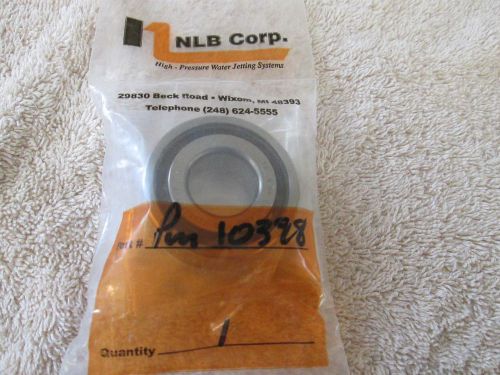 NLB Corp.
High - Pressure Water Jetting Systems
29830 Beck Road • Wixom, MI 48393
Telephone (248) 624-5555
Part # Pm 10398
Quantity 1